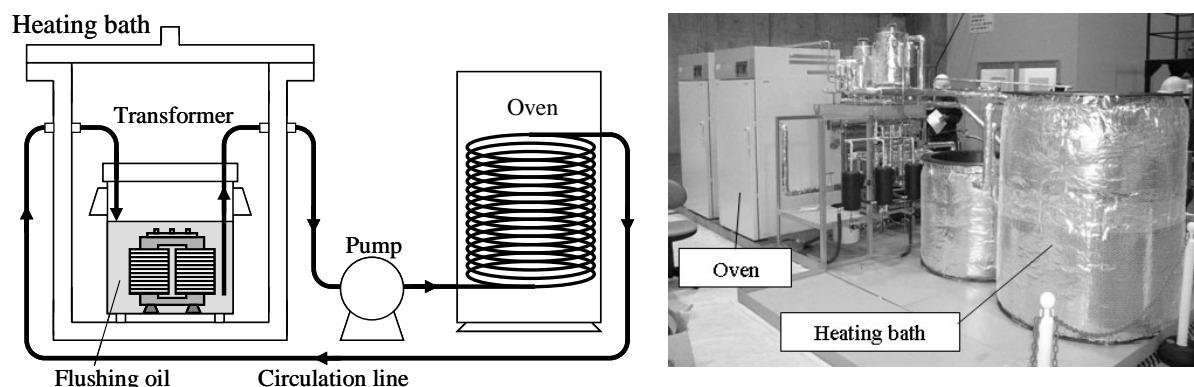 Heating bath
Transformer
Oven
Pump
Flushing oil
Circulation line
Oven
Heating bath